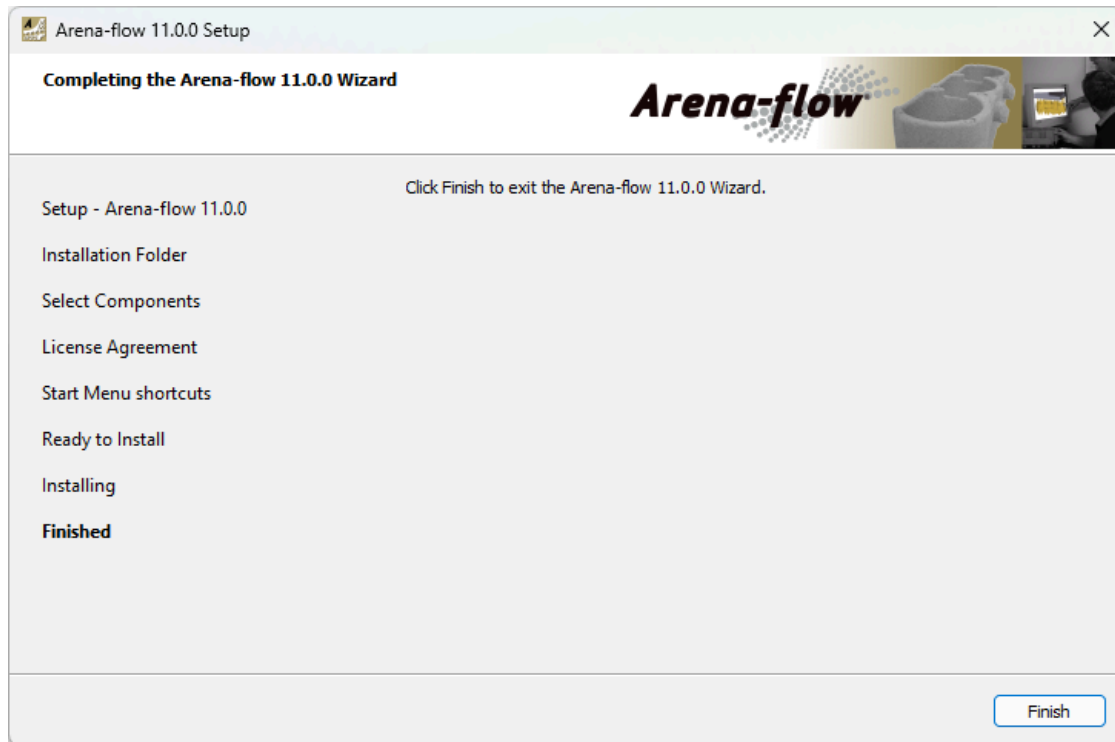 Arena-flow 11.0.0 Setup
Completing the Arena-flow 11.0.0 Wizard
Arena-flow
Click Finish to exit the Arena-flow 11.0.0 Wizard.
Setup - Arena-flow 11.0.0
Installation Folder
Select Components
License Agreement
Start Menu shortcuts
Ready to Install
Installing
Finished
Finish